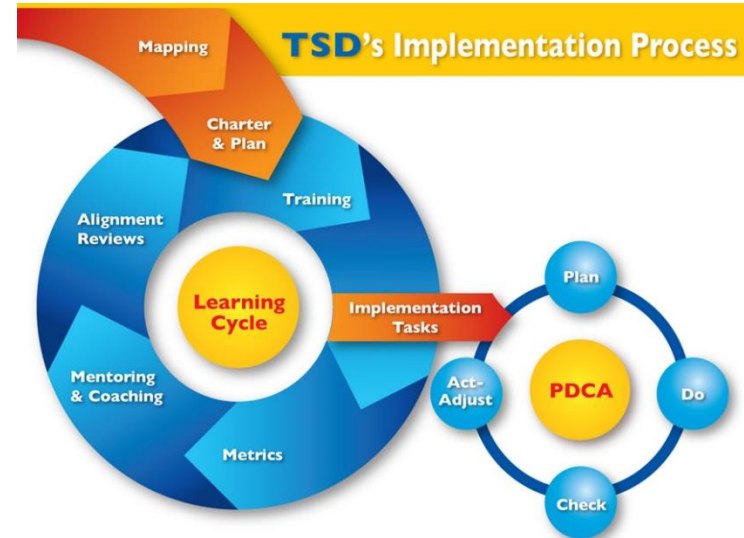 TSD's Implementation Process
Mapping
Charter
& Plan
Training
Alignment
Reviews
Learning
Cycle
Implementation
Tasks
Mentoring
& Coaching
Metrics
Plan
Act-
Adjust
PDCA
Do
Check